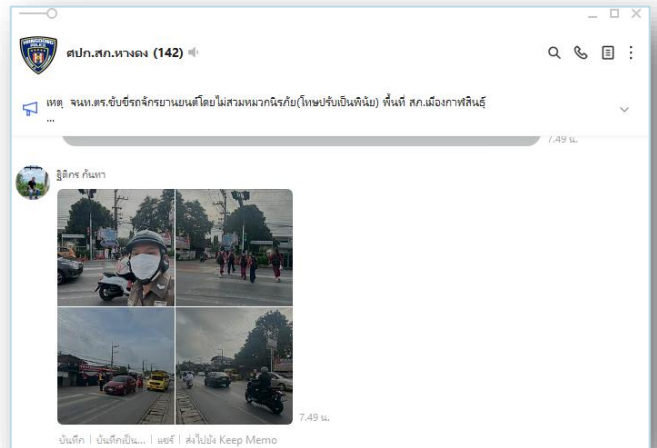 HANGDONG
POLICE
ศปก.สภ.หางดง (142)
เหตุ จนท.ตร.ขับขี่รถจักรยานยนต์โดยไม่สวมหมวกนิรภัย(โทษปรับเป็นพินัย) พื้นที่ สภ.เมืองกาฬสินธุ์
...
7.49 น.
ฐิติกร กันทา
7.49 น.
บันทึก | บันทึกเป็น... | แชร์ | ส่งไปยัง Keep Memo